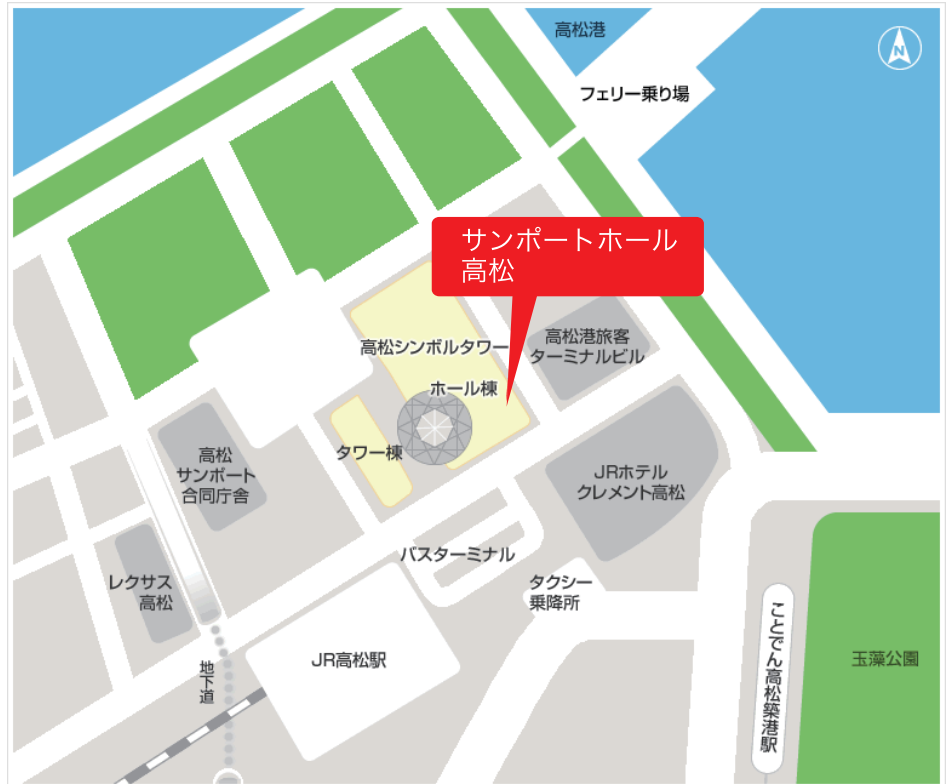 高松港
N
フェリー乗り場
サンポートホール
高松
高松港旅客
ターミナルビル
高松シンボルタワー
ホール棟
タワー棟
高松
サンポート
合同庁舎
JRホテル
クレメント高松
バスターミナル
レクサス
高松
タクシー
乗降所
ことでん高松築港駅
玉藻公園
JR高松駅
地下道